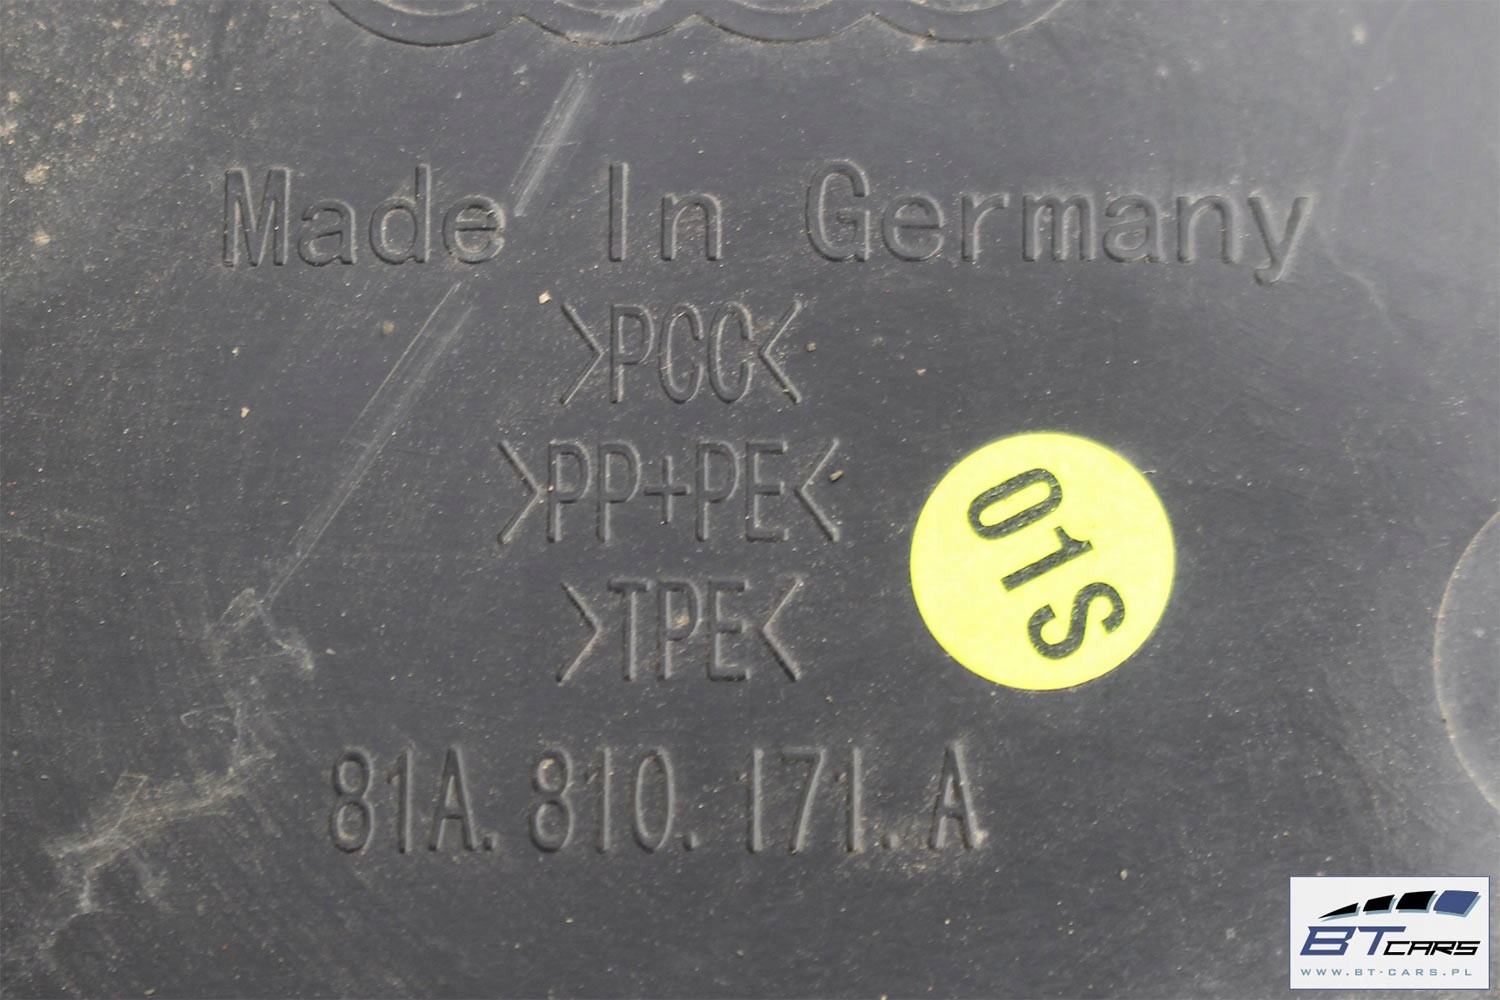 Made In Germany
>PCC<
>PP+PE<
>TPE<
01S
81A.810.171.A
BTCARS
WWW.BT-CARS.PL